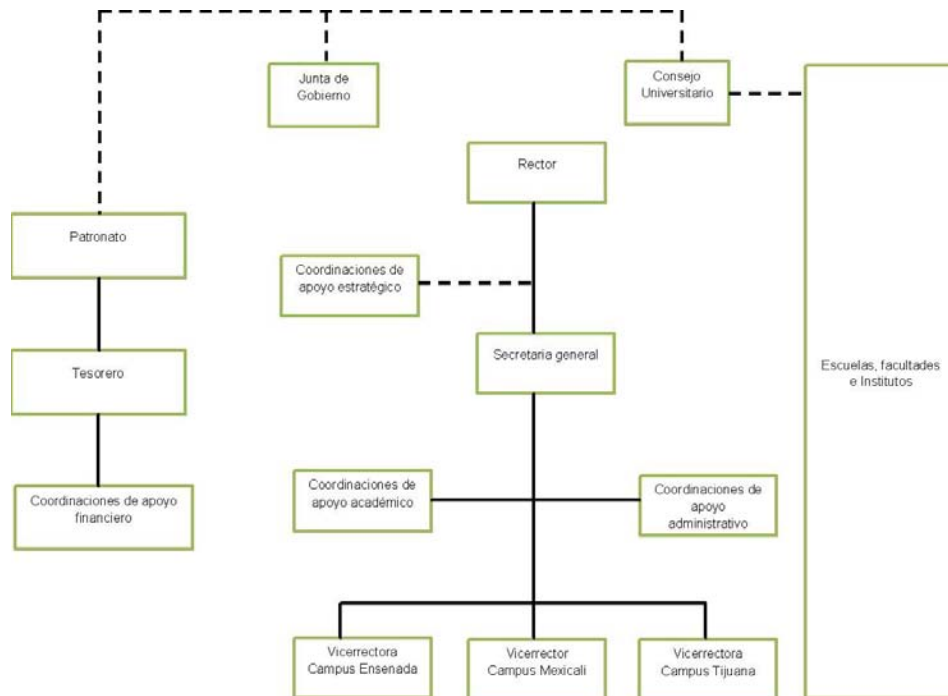 Junta de
Gobierno
Consejo
Universitario
Rector
Patronato
Coordinaciones de
apoyo estratégico
Secretaria general
Tesorero
Escuelas, facultades
e Institutos
Coordinaciones de apoyo
financiero
Coordinaciones de
apoyo académico
Coordinaciones de
apoyo
administrativo
Vicerrectora
Campus Ensenada
Vicerrector
Campus Mexicali
Vicerrectora
Campus Tijuana